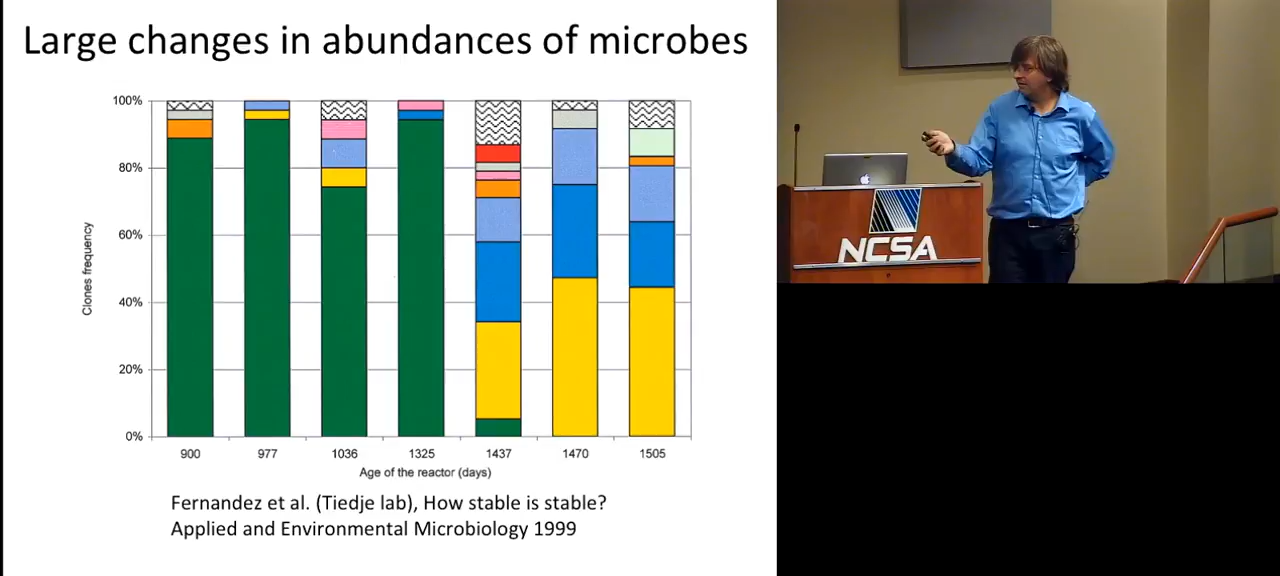 Large changes in abundances of microbes
100%
80%
60%
40%
20%
0%
Clones frequency
900 977 1036 1325 1437 1470 1505
Age of the reactor (days)
Fernandez et al. (Tiedje lab), How stable is stable?
Applied and Environmental Microbiology 1999
NCSA